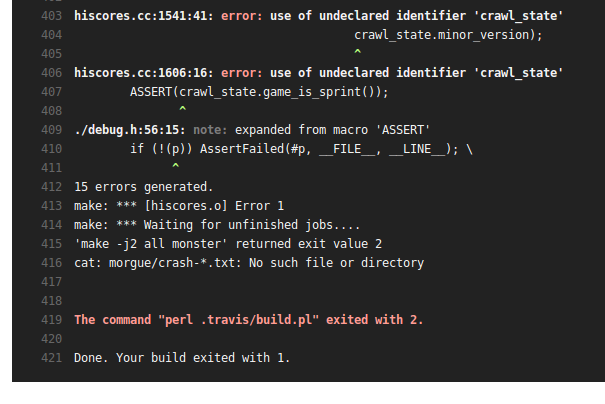 403 hiscores.cc:1541:41: error: use of undeclared identifier 'crawl_state'
404                                         crawl_state.minor_version);
405                                         ^
406 hiscores.cc:1606:16: error: use of undeclared identifier 'crawl_state'
407         ASSERT(crawl_state.game_is_sprint());
408                ^
409 ./debug.h:56:15: note: expanded from macro 'ASSERT'
410         if (!(p)) AssertFailed(#p, __FILE__, __LINE__); \
411               ^
412 15 errors generated.
413 make: *** [hiscores.o] Error 1
414 make: *** Waiting for unfinished jobs....
415 'make -j2 all monster' returned exit value 2
416 cat: morgue/crash-*.txt: No such file or directory
417
418
419 The command "perl .travis/build.pl" exited with 2.
420
421 Done. Your build exited with 1.